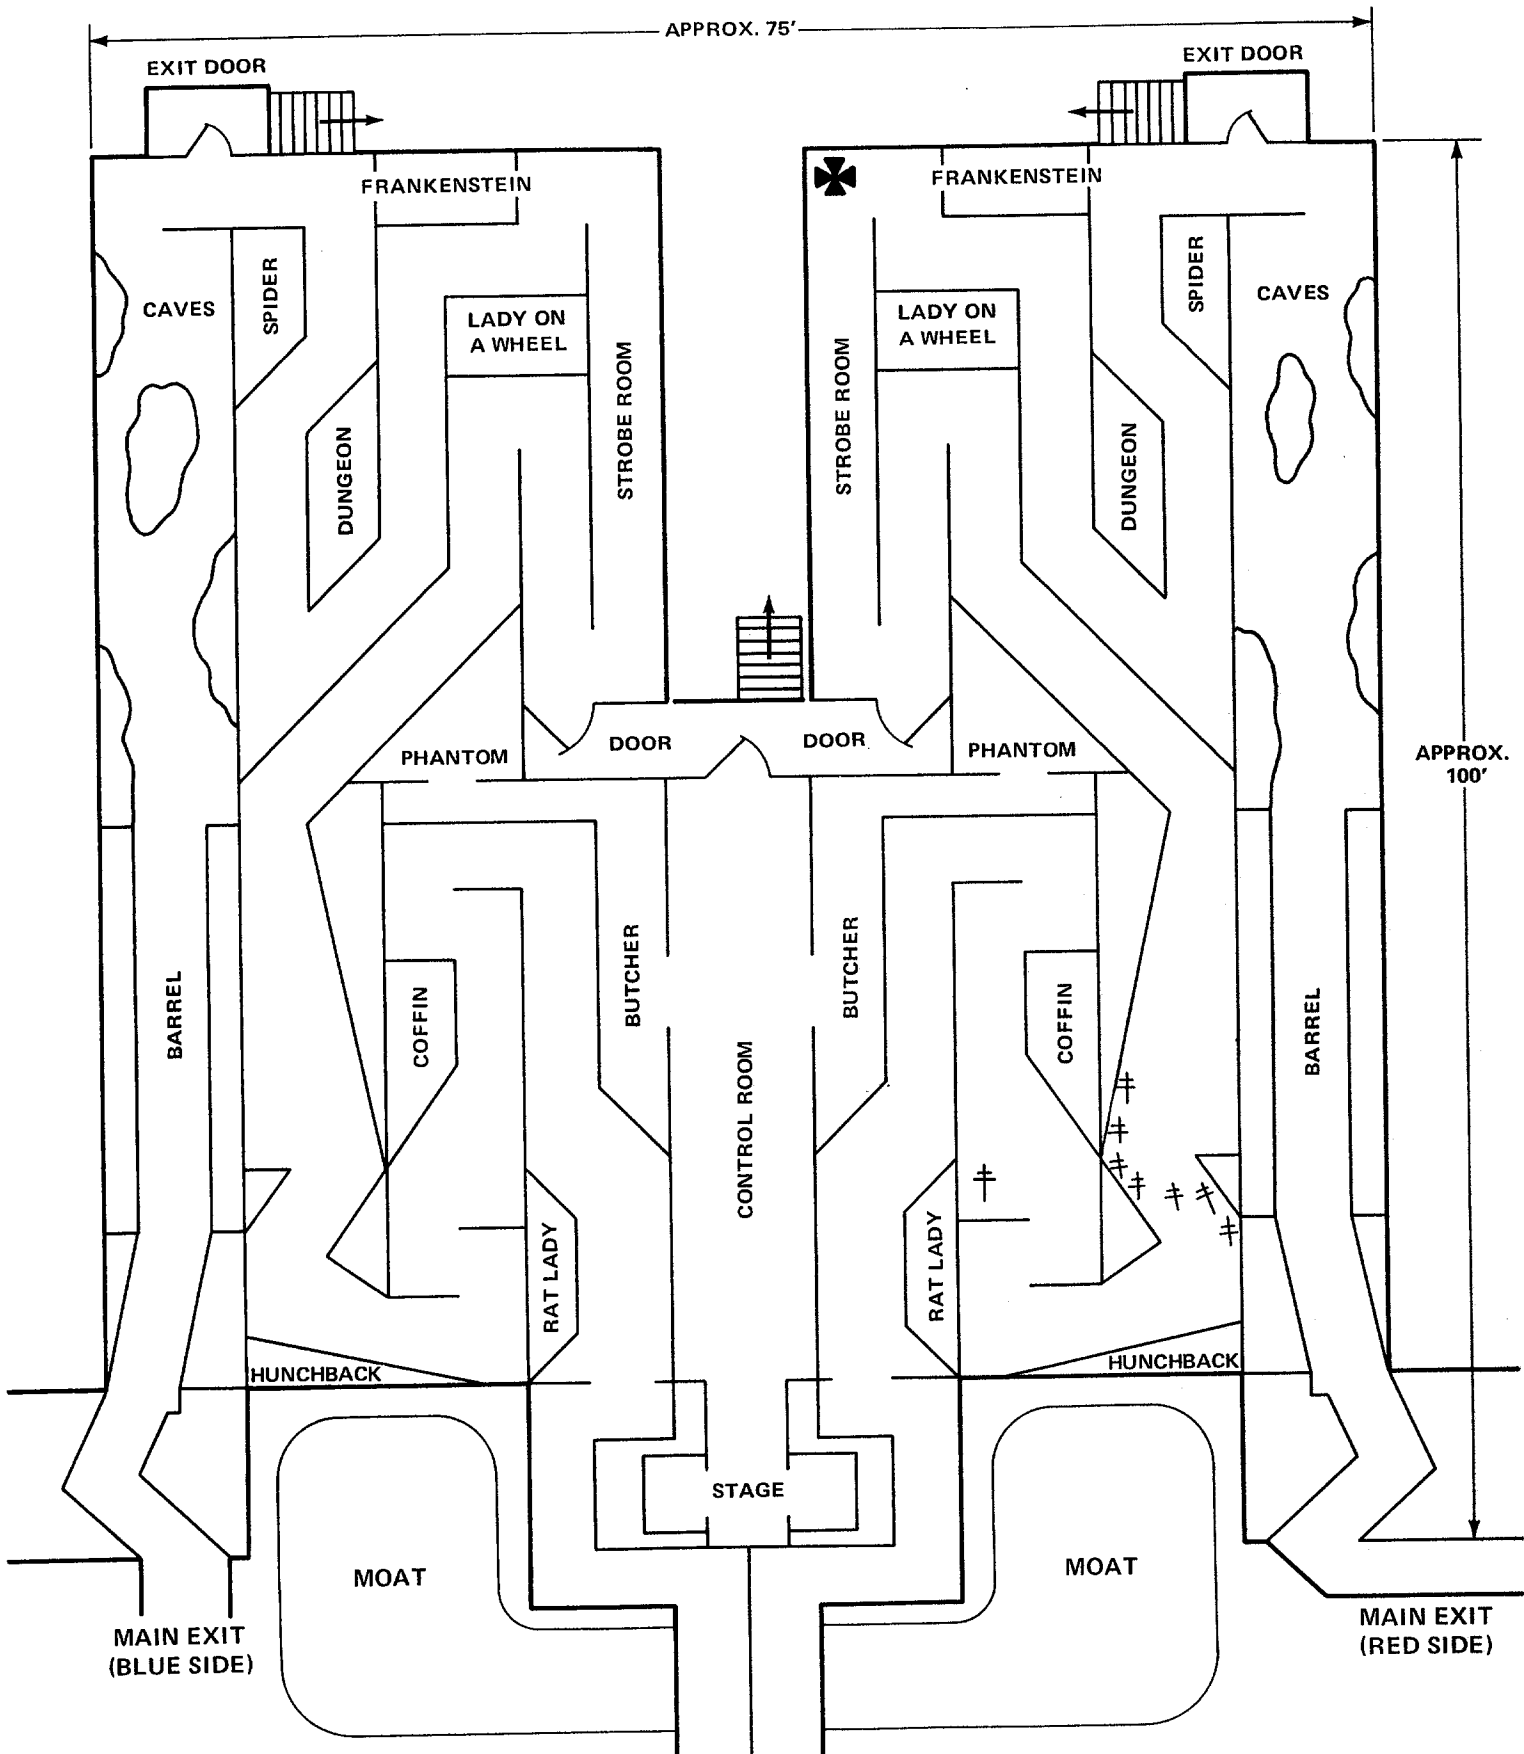 APPROX. 75'
EXIT DOOR
EXIT DOOR
FRANKENSTEIN
FRANKENSTEIN
SPIDER
SPIDER
CAVES
CAVES
LADY ON
A WHEEL
LADY ON
A WHEEL
STROBE ROOM
STROBE ROOM
DUNGEON
DUNGEON
PHANTOM
DOOR
DOOR
PHANTOM
APPROX.
100'
BUTCHER
BUTCHER
BARREL
COFFIN
COFFIN
BARREL
CONTROL ROOM
RAT LADY
RAT LADY
HUNCHBACK
HUNCHBACK
STAGE
MOAT
MOAT
MAIN EXIT
(BLUE SIDE)
MAIN EXIT
(RED SIDE)